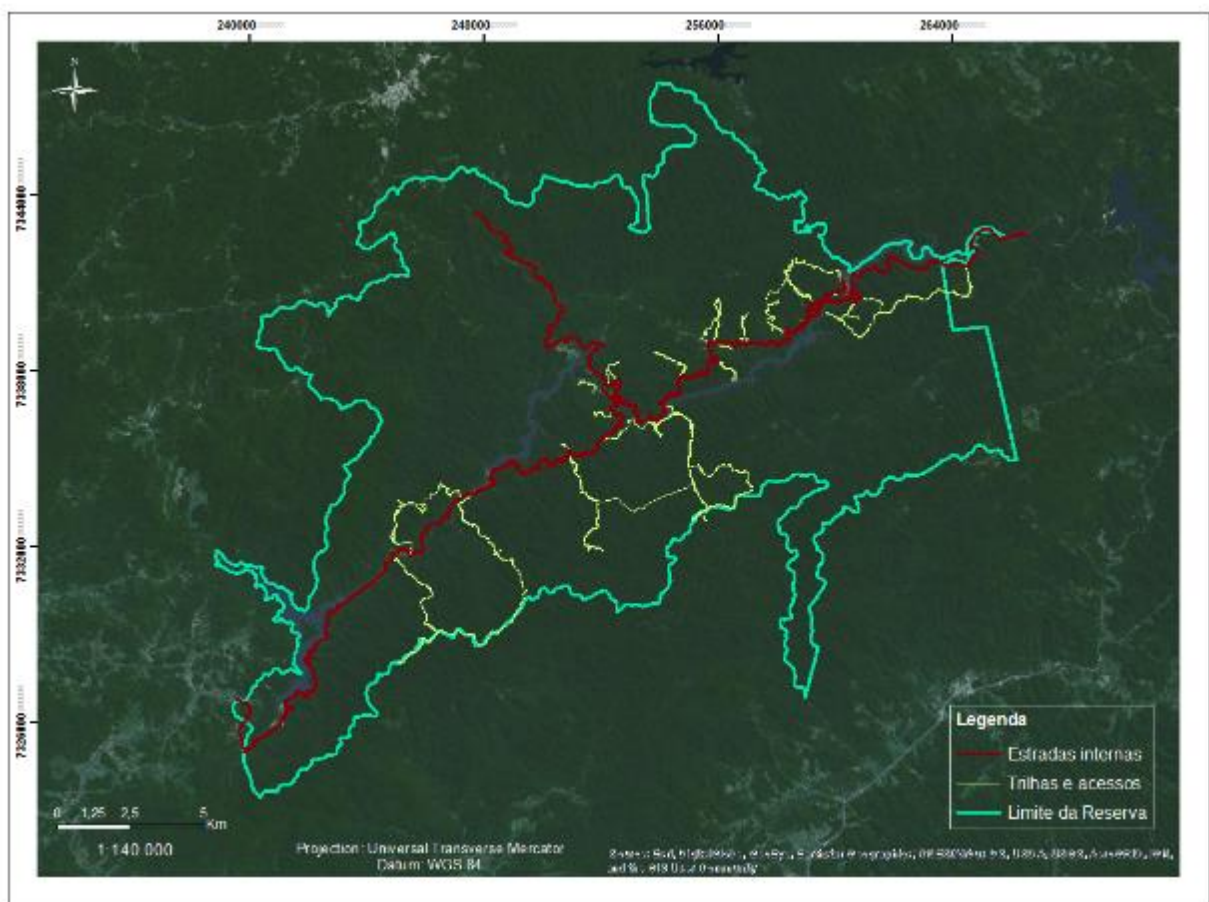 240000 248000 256000 264000
N
7344000
7338000
7332000
7326000
Legenda
Estradas internas
Trilhas e acessos
Limite da Reserva
0 1,25 2,5 5
Km
1:140.000
Projection: Universal Transverse Mercator
Datum: WGS 84